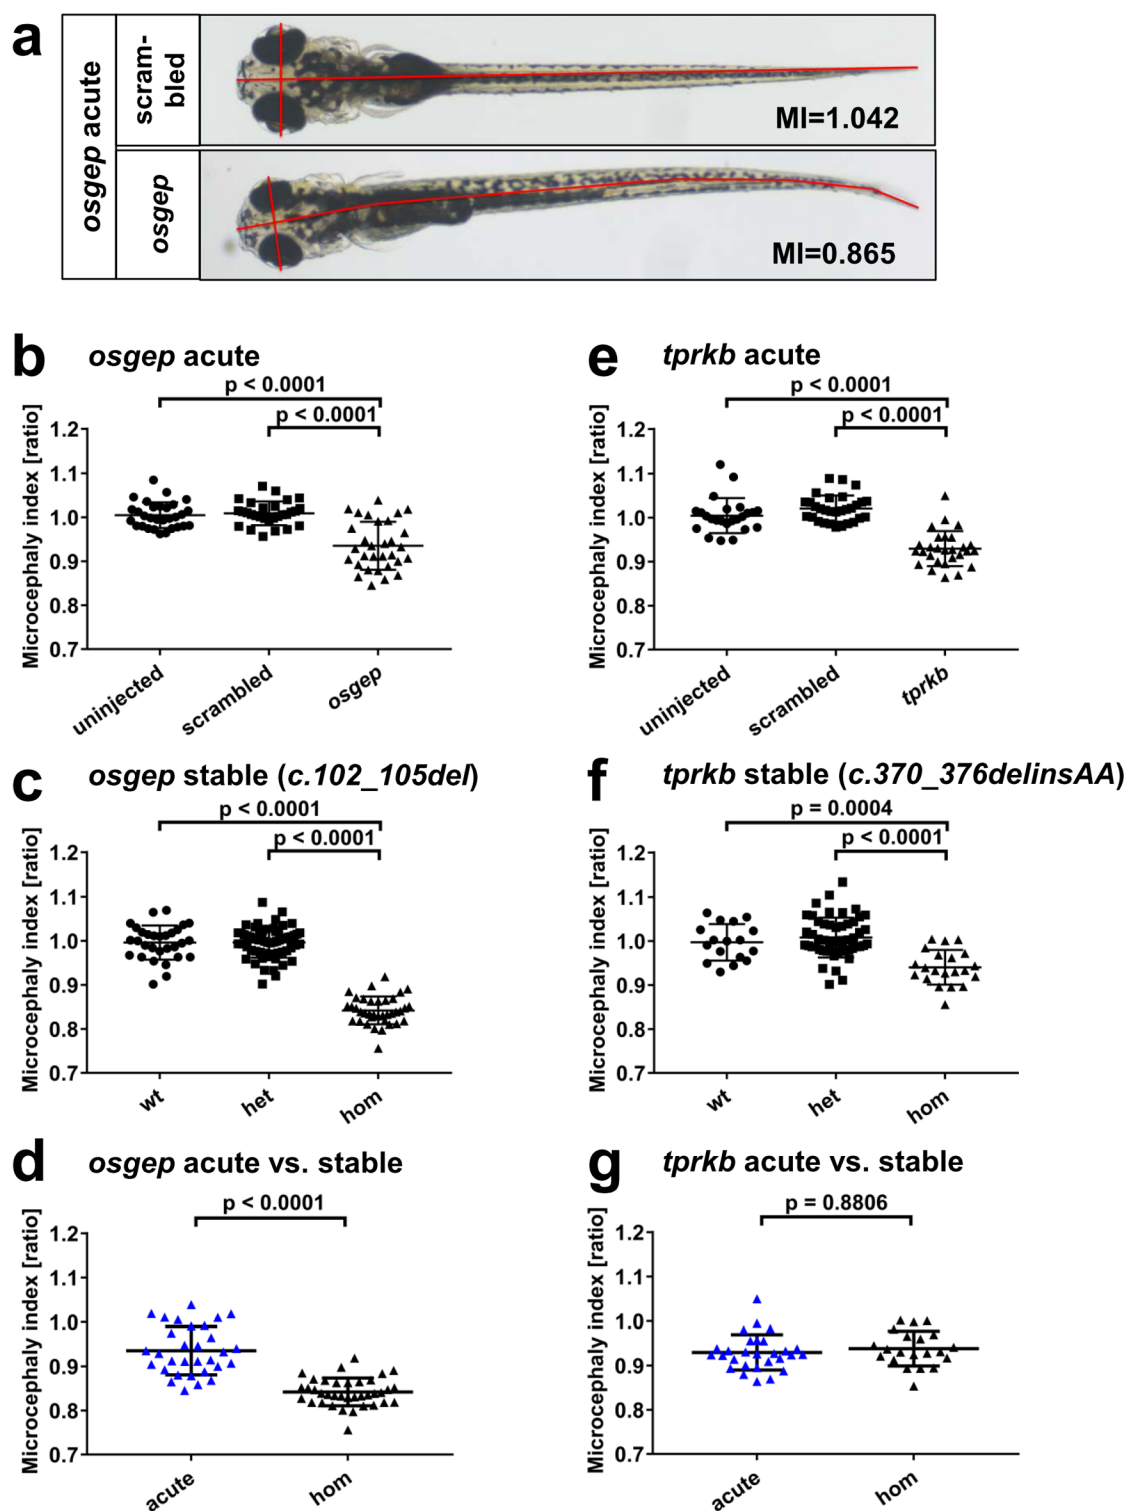 a
osgep acute
scram-
bled
MI=1.042
osgep
MI=0.865
b
osgep acute
p < 0.0001
p < 0.0001
Microcephaly index [ratio]
1.2
1.1
1.0
0.9
0.8
0.7
uninjected
scrambled
osgep
e
tprkb acute
p < 0.0001
p < 0.0001
Microcephaly index [ratio]
1.2
1.1
1.0
0.9
0.8
0.7
uninjected
scrambled
tprkb
c
osgep stable (c.102_105del)
p < 0.0001
p < 0.0001
Microcephaly index [ratio]
1.2
1.1
1.0
0.9
0.8
0.7
wt
het
hom
f
tprkb stable (c.370_376delinsAA)
p = 0.0004
p < 0.0001
Microcephaly index [ratio]
1.2
1.1
1.0
0.9
0.8
0.7
wt
het
hom
d
osgep acute vs. stable
p < 0.0001
Microcephaly index [ratio]
1.2
1.1
1.0
0.9
0.8
0.7
acute
hom
g
tprkb acute vs. stable
p = 0.8806
Microcephaly index [ratio]
1.2
1.1
1.0
0.9
0.8
0.7
acute
hom